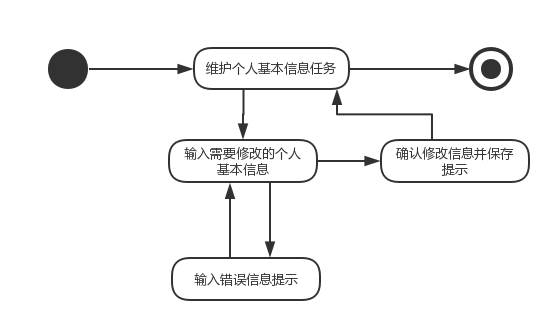 维护个人基本信息任务
输入需要修改的个人
基本信息
确认修改信息并保存
提示
输入错误信息提示